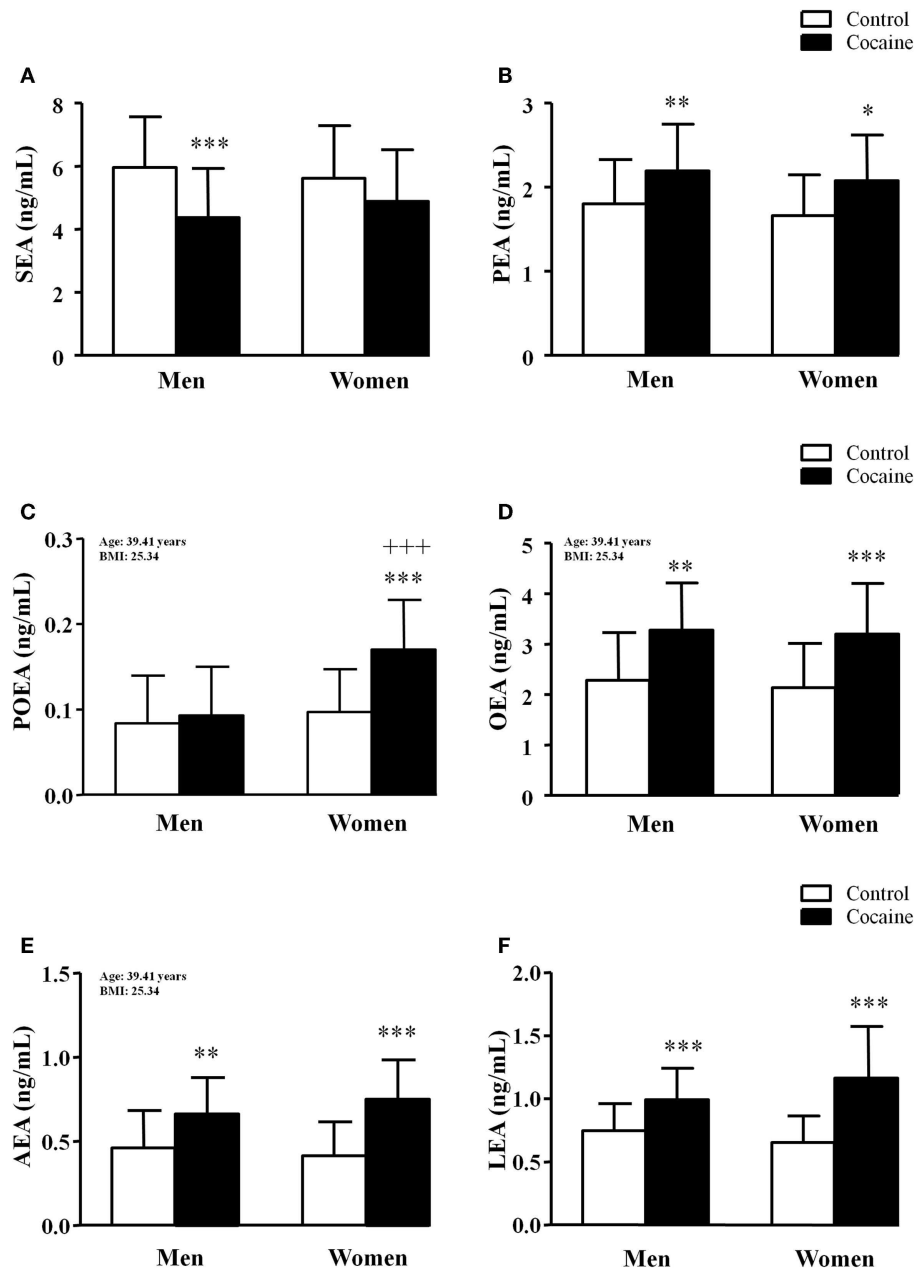 Control
Cocaine
A
SEA (ng/mL)
8
6
4
2
0
***
Men
Women
B
PEA (ng/mL)
3
2
1
0
**
*
Men
Women
Control
Cocaine
C
Age: 39.41 years
BMI: 25.34
POEA (ng/mL)
0.3
0.2
0.1
0.0
+++
***
Men
Women
D
Age: 39.41 years
BMI: 25.34
OEA (ng/mL)
5
4
3
2
1
0
**
***
Men
Women
Control
Cocaine
E
Age: 39.41 years
BMI: 25.34
AEA (ng/mL)
1.5
1.0
0.5
0.0
**
***
Men
Women
F
LEA (ng/mL)
2.0
1.5
1.0
0.5
0.0
***
***
Men
Women